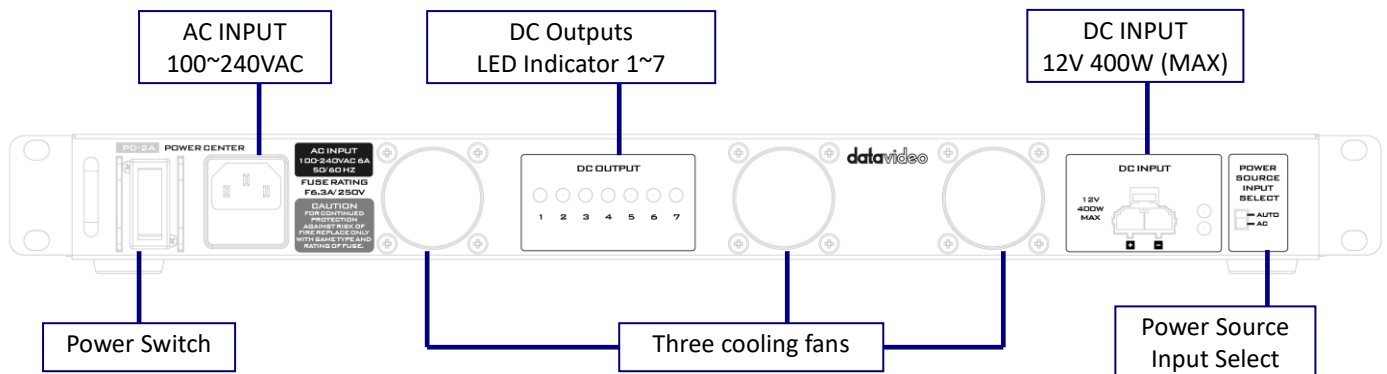 AC INPUT
100~240VAC
DC Outputs
LED Indicator 1~7
DC INPUT
12V 400W (MAX)
PD-2A POWER CENTER
AC INPUT
100-240VAC 6A
50/60 HZ
FUSE RATING
F6.3A/250V
CAUTION
FOR CONTINUED
PROTECTION
AGAINST RISK OF
FIRE REPLACE ONLY
WITH SAME TYPE AND
RATING OF FUSE.
DC OUTPUT
1 2 3 4 5 6 7
datavideo
DC INPUT
12V
400W
MAX
+ −
POWER
SOURCE
INPUT
SELECT
AUTO
AC
Power Switch
Three cooling fans
Power Source
Input Select